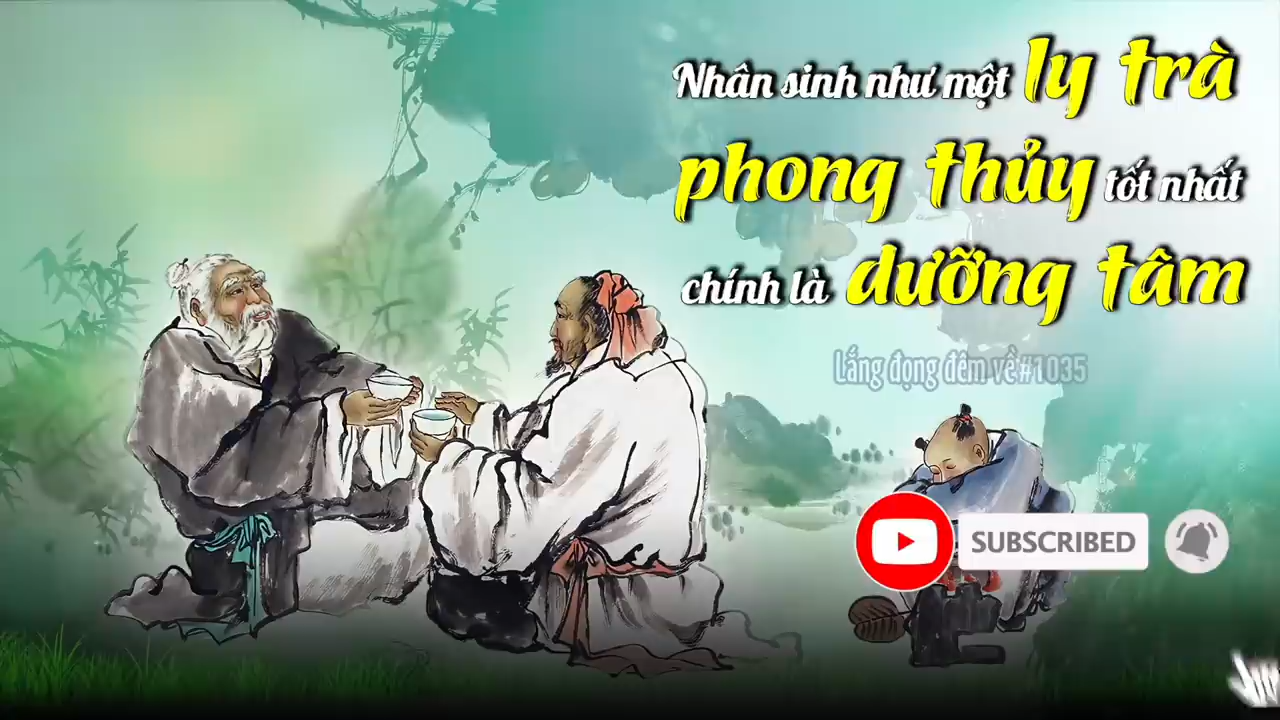 Nhân sinh như một ly trà
phong thủy tốt nhất
chính là dưỡng tâm
Lắng đọng đêm về#1035
SUBSCRIBED